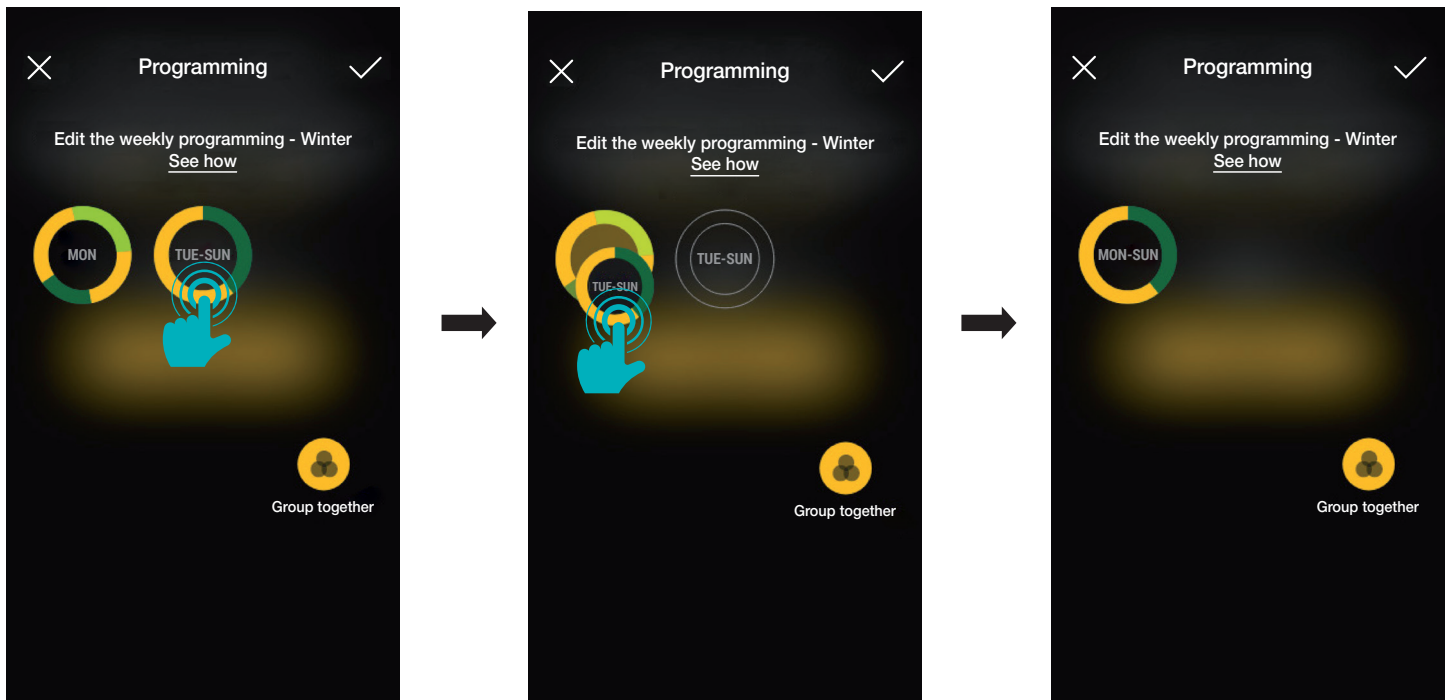 Programming
Edit the weekly programming - Winter
See how
MON
TUE-SUN
Group together
Programming
Edit the weekly programming - Winter
See how
TUE-SUN
TUE-SUN
Group together
Programming
Edit the weekly programming - Winter
See how
MON-SUN
Group together